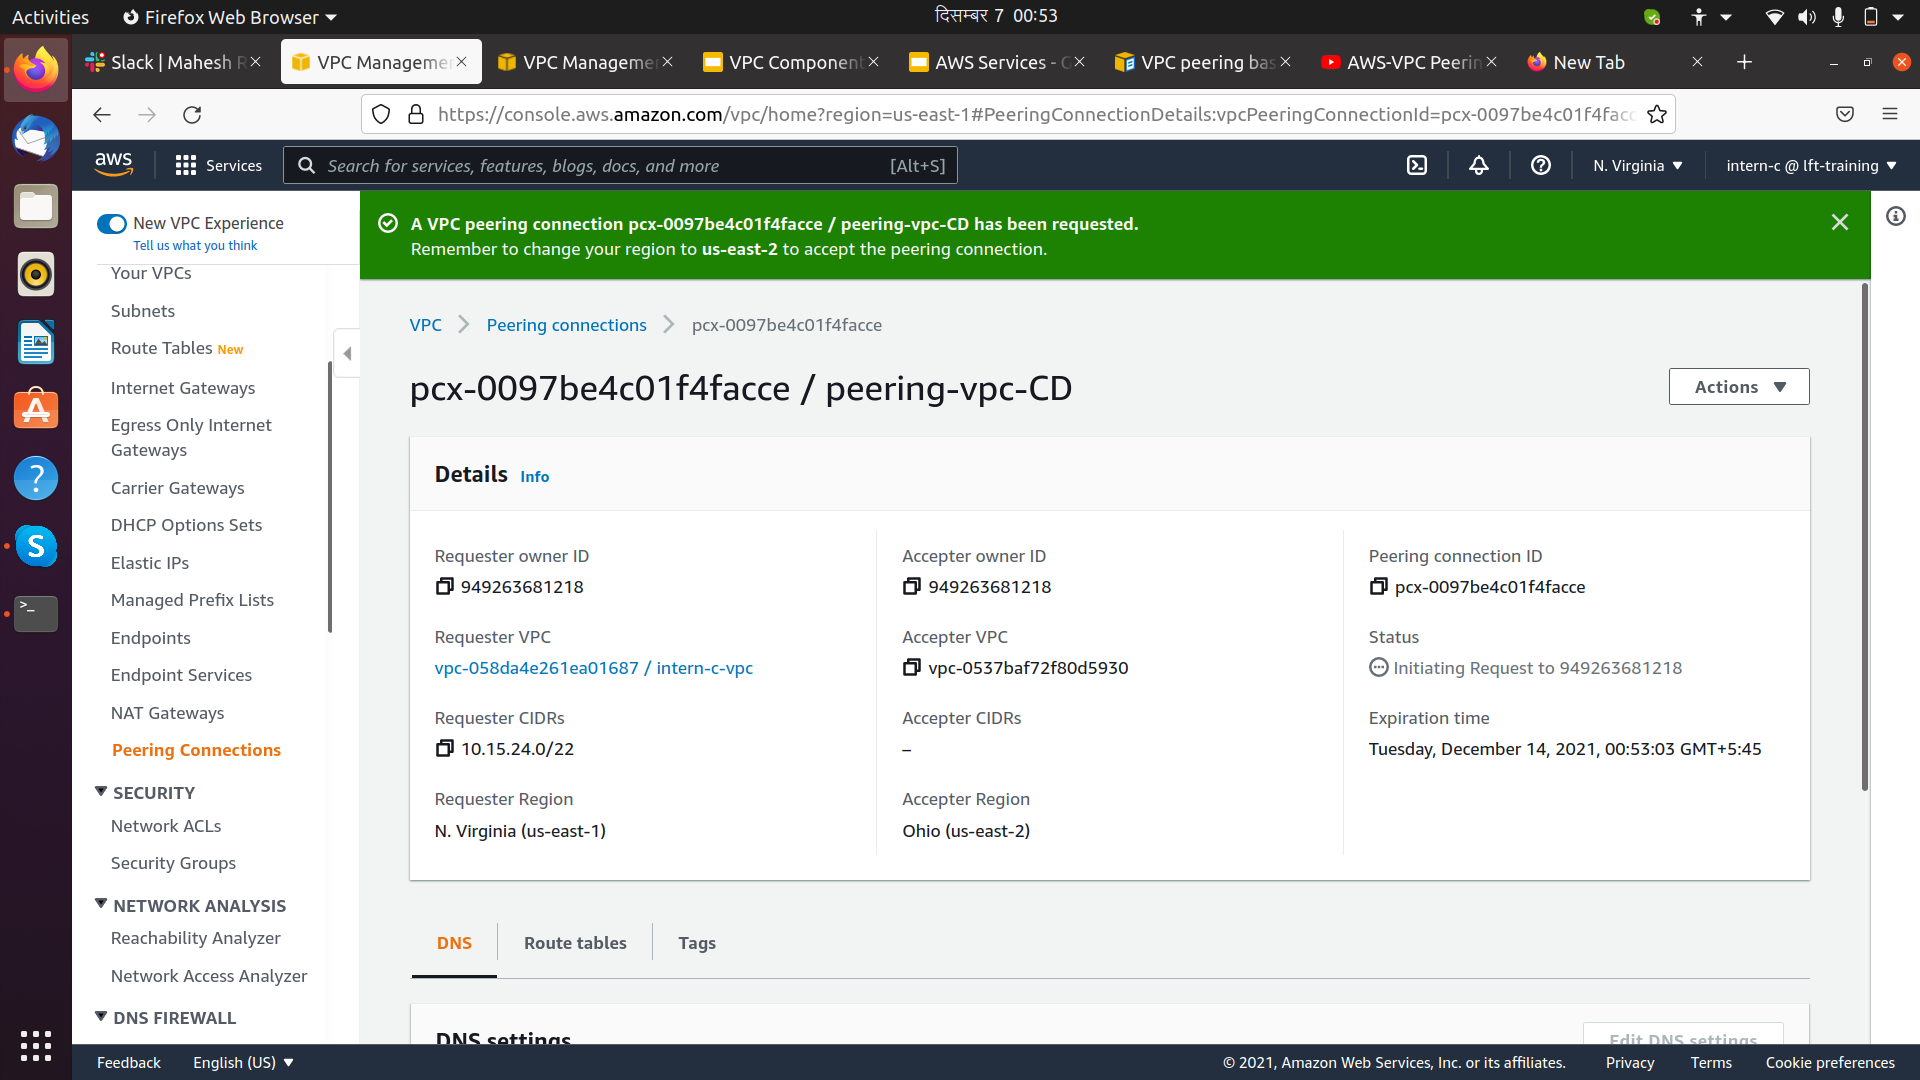 Activities
Firefox Web Browser
दिसम्बर 7 00:53
Slack | Mahesh R
VPC Manageme
VPC Manageme
VPC Component
AWS Services - G
VPC peering bas
AWS-VPC Peerin
New Tab
https://console.aws.amazon.com/vpc/home?region=us-east-1#PeeringConnectionDetails:vpcPeeringConnectionId=pcx-0097be4c01f4facc
aws
Services
Search for services, features, blogs, docs, and more
[Alt+S]
N. Virginia
intern-c @ lft-training
New VPC Experience
Tell us what you think
Your VPCs
Subnets
Route Tables New
Internet Gateways
Egress Only Internet
Gateways
Carrier Gateways
DHCP Options Sets
Elastic IPs
Managed Prefix Lists
Endpoints
Endpoint Services
NAT Gateways
Peering Connections
SECURITY
Network ACLs
Security Groups
NETWORK ANALYSIS
Reachability Analyzer
Network Access Analyzer
DNS FIREWALL
A VPC peering connection pcx-0097be4c01f4facce / peering-vpc-CD has been requested.
Remember to change your region to us-east-2 to accept the peering connection.
VPC
Peering connections
pcx-0097be4c01f4facce
pcx-0097be4c01f4facce / peering-vpc-CD
Actions
Details Info
Requester owner ID
949263681218
Requester VPC
vpc-058da4e261ea01687 / intern-c-vpc
Requester CIDRs
10.15.24.0/22
Requester Region
N. Virginia (us-east-1)
Accepter owner ID
949263681218
Accepter VPC
vpc-0537baf72f80d5930
Accepter CIDRs
–
Accepter Region
Ohio (us-east-2)
Peering connection ID
pcx-0097be4c01f4facce
Status
Initiating Request to 949263681218
Expiration time
Tuesday, December 14, 2021, 00:53:03 GMT+5:45
DNS
Route tables
Tags
DNS settings
Edit DNS settings
Feedback
English (US)
© 2021, Amazon Web Services, Inc. or its affiliates.
Privacy
Terms
Cookie preferences